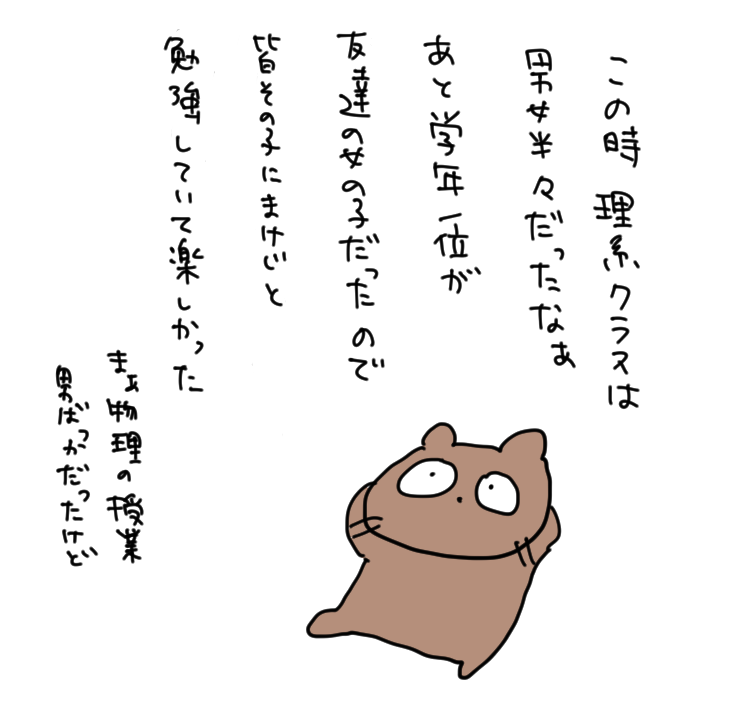 この時 理系クラスは
男女半々だったなぁ
あと学年一位が
友達の女の子だったので
皆その子にまけじと
勉強していて楽しかった
まぁ物理の授業
男ばっかだったけど